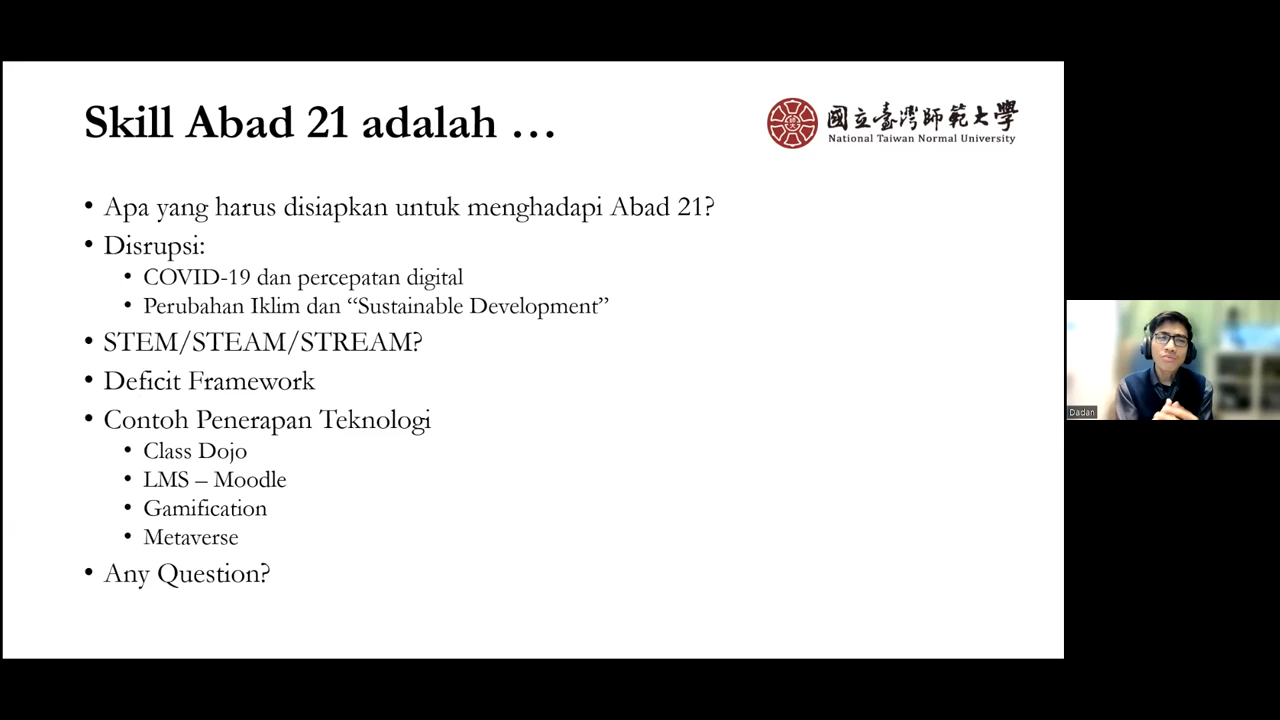 Skill Abad 21 adalah …
國立臺灣師範大學
National Taiwan Normal University
• Apa yang harus disiapkan untuk menghadapi Abad 21?
• Disrupsi:
• COVID-19 dan percepatan digital
• Perubahan Iklim dan “Sustainable Development”
• STEM/STEAM/STREAM?
• Deficit Framework
• Contoh Penerapan Teknologi
• Class Dojo
• LMS – Moodle
• Gamification
• Metaverse
• Any Question?
Dadan